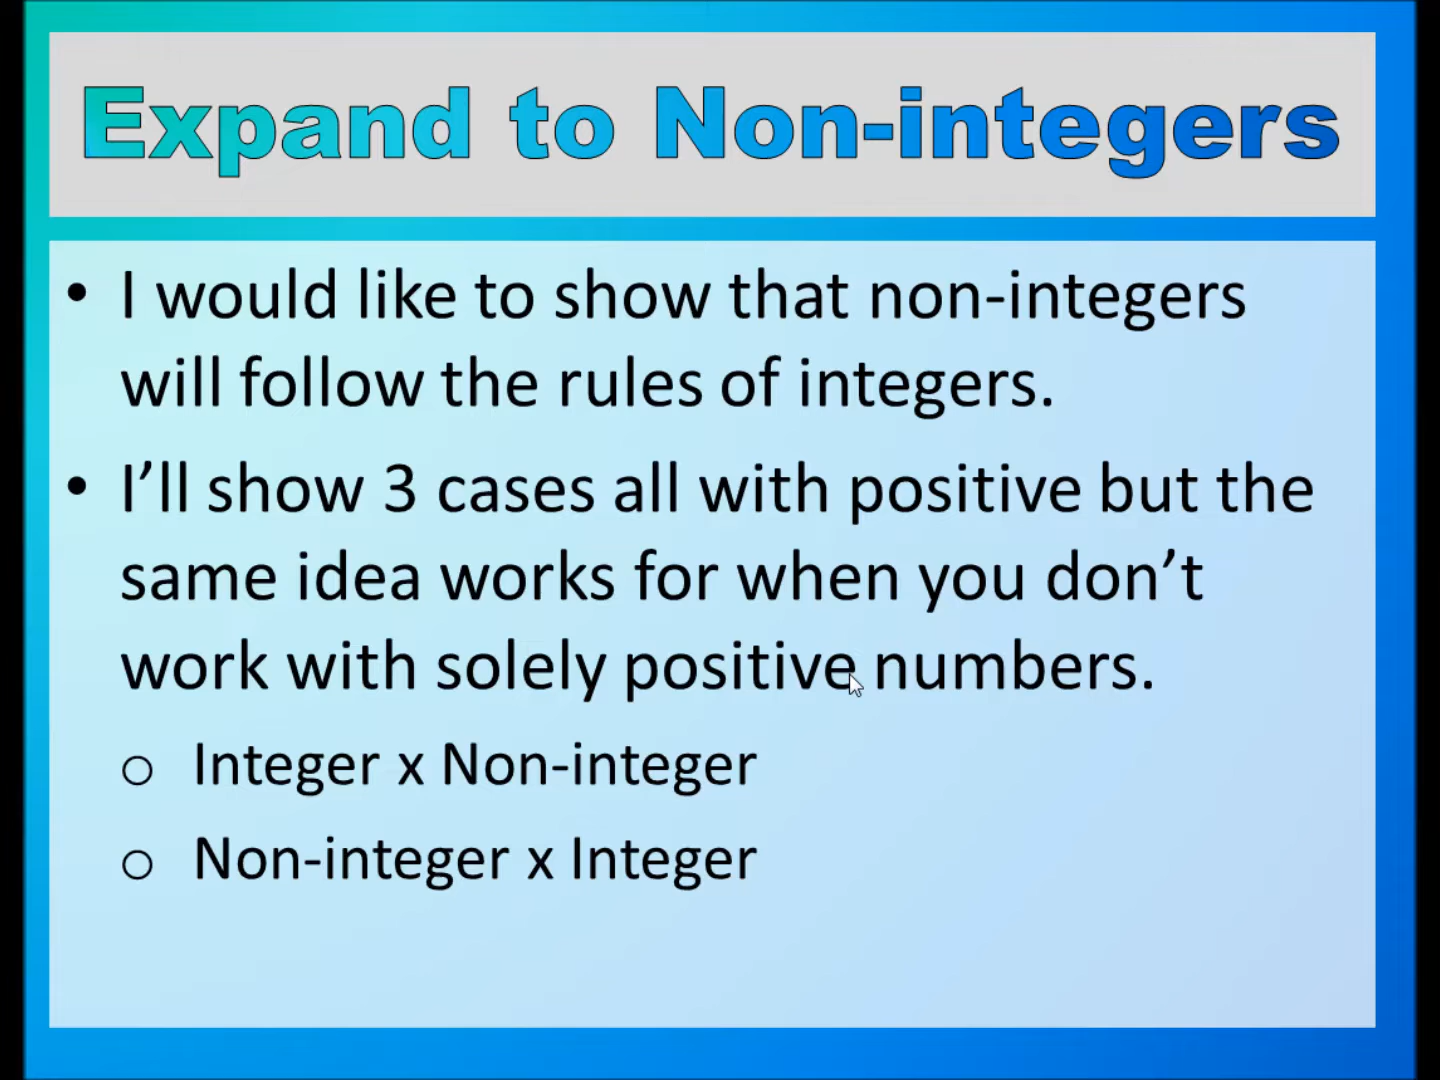 Expand to Non-integers
• I would like to show that non-integers
will follow the rules of integers.
• I’ll show 3 cases all with positive but the
same idea works for when you don’t
work with solely positive numbers.
o Integer x Non-integer
o Non-integer x Integer